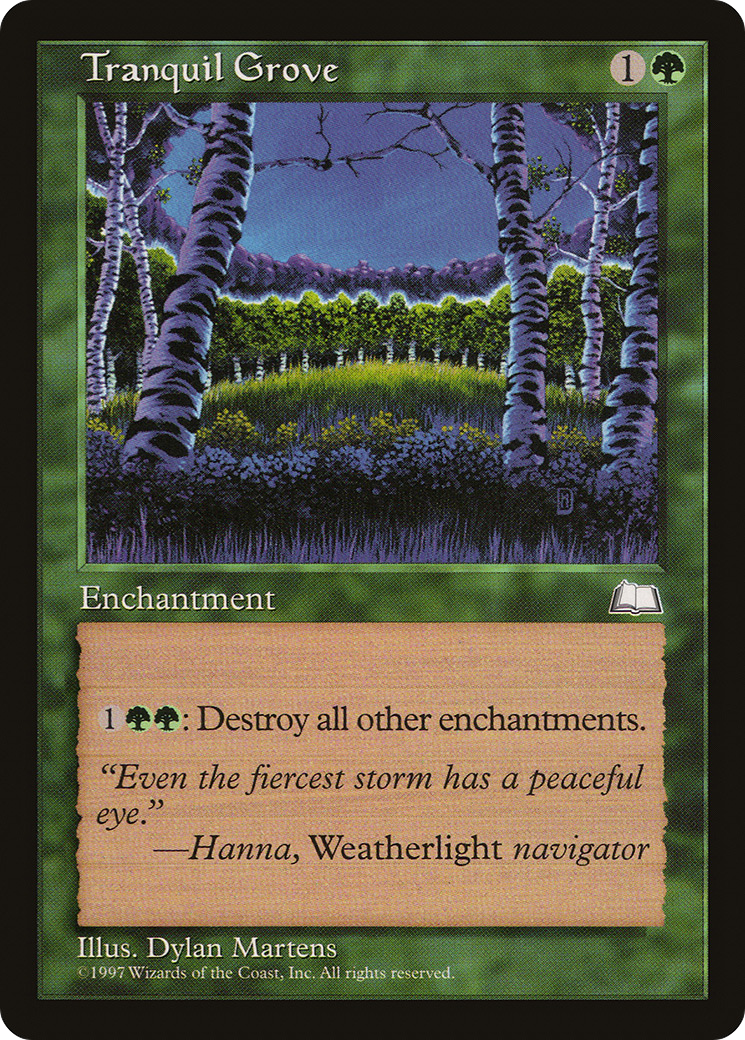 Tranquil Grove 1
Enchantment
1 : Destroy all other enchantments.
“Even the fiercest storm has a peaceful
eye.”
—Hanna, Weatherlight navigator
Illus. Dylan Martens
©1997 Wizards of the Coast, Inc. All rights reserved.